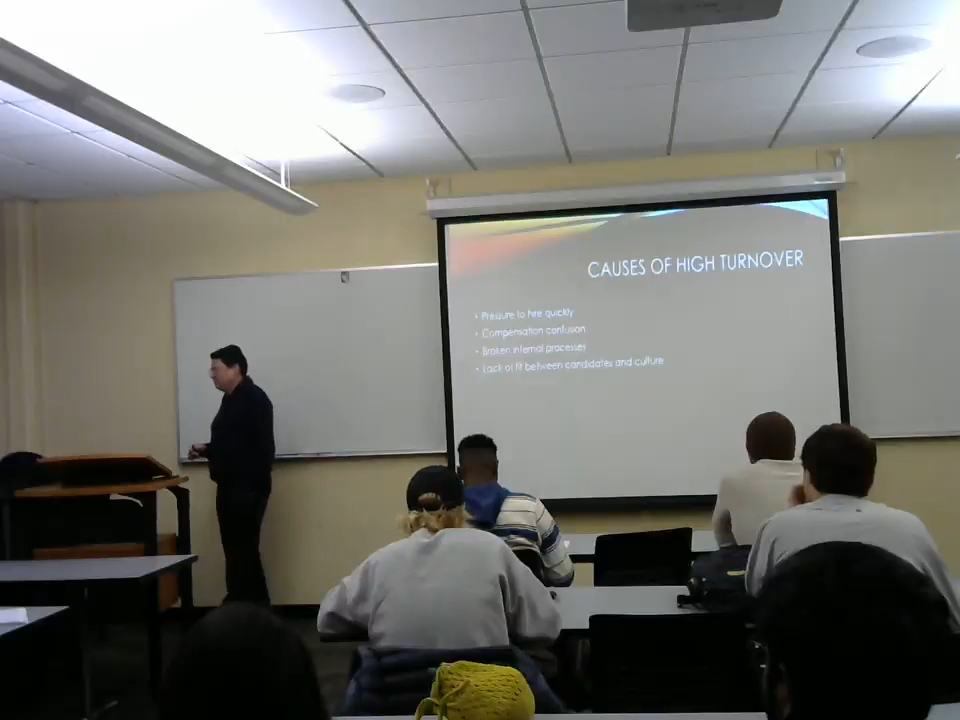 CAUSES OF HIGH TURNOVER
• Pressure to hire quickly
• Compensation confusion
• Broken internal processes
• Lack of fit between candidates and culture